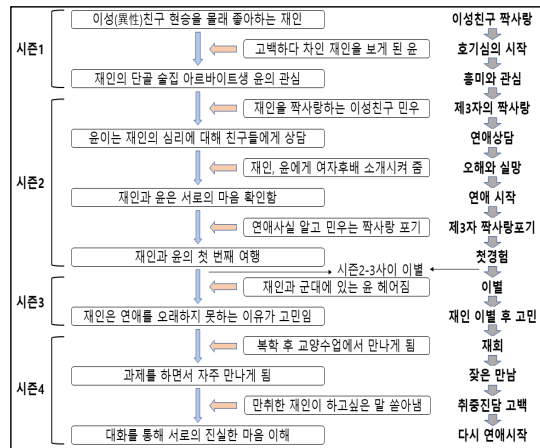 이성(異性)친구 현승을 몰래 좋아하는 재인
이성친구 짝사랑
시즌1
고백하다 차인 재인을 보게 된 윤
호기심의 시작
재인의 단골 술집 아르바이트생 윤의 관심
흥미와 관심
재인을 짝사랑하는 이성친구 민우
제3자의 짝사랑
윤이는 재인의 심리에 대해 친구들에게 상담
연애상담
시즌2
재인, 윤에게 여자후배 소개시켜 줌
오해와 실망
재인과 윤은 서로의 마음 확인함
연애 시작
연애사실 알고 민우는 짝사랑 포기
제3자 짝사랑포기
재인과 윤의 첫 번째 여행
첫경험
시즌2-3사이 이별
시즌3
재인과 군대에 있는 윤 헤어짐
이별
재인은 연애를 오래하지 못하는 이유가 고민임
재인 이별 후 고민
복학 후 교양수업에서 만나게 됨
재회
시즌4
과제를 하면서 자주 만나게 됨
잦은 만남
만취한 재인이 하고싶은 말 쏟아냄
취중진담 고백
대화를 통해 서로의 진실한 마음 이해
다시 연애시작